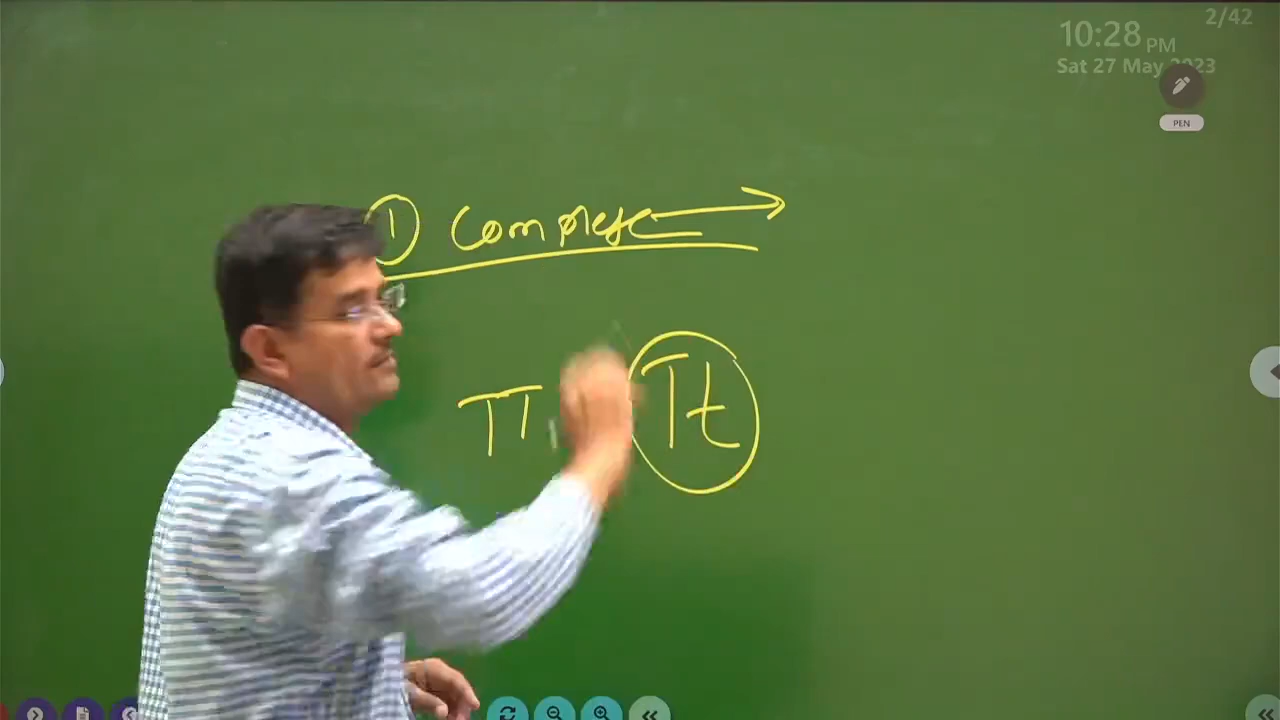 2/42
10:28 PM
Sat 27 May 2023
PEN
① Complete →
TT Tt